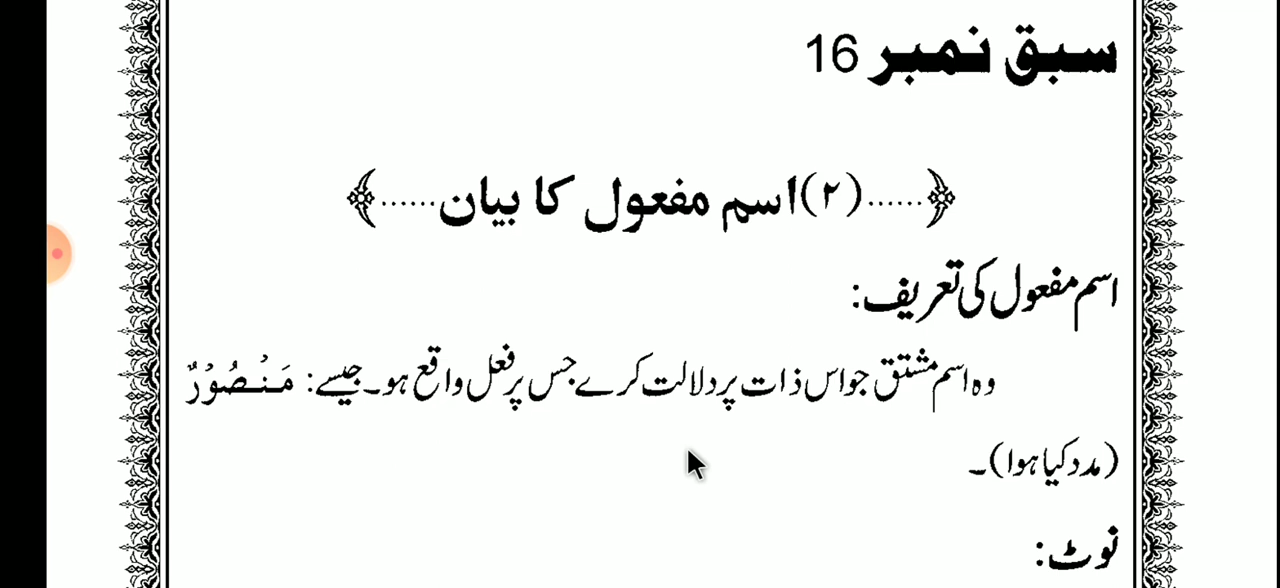 سبق نمبر 16
﴿......(۲)اسم مفعول کا بیان......﴾
اسم مفعول کی تعریف:
وہ اسم مشتق جو اس ذات پر دلالت کرے جس پر فعل واقع ہو۔ جیسے: مَنْصُوْرٌ
(مدد کیا ہوا)۔
نوٹ: